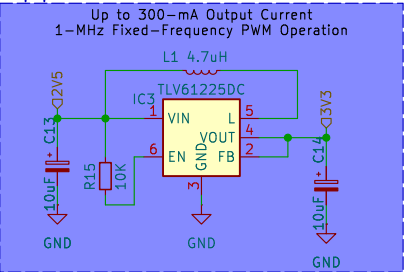 Up to 300-mA Output Current
1-MHz Fixed-Frequency PWM Operation
L1 4.7uH
2V5
IC3
TLV61225DC
3V3
C13
10uF
1
VIN
L
5
VOUT
4
6
EN
FB
2
GND
3
R15
10K
C14
10uF
GND
GND
GND